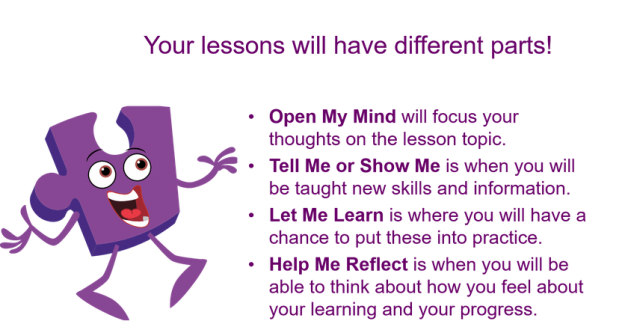 Your lessons will have different parts!
• Open My Mind will focus your
thoughts on the lesson topic.
• Tell Me or Show Me is when you will
be taught new skills and information.
• Let Me Learn is where you will have a
chance to put these into practice.
• Help Me Reflect is when you will be
able to think about how you feel about
your learning and your progress.